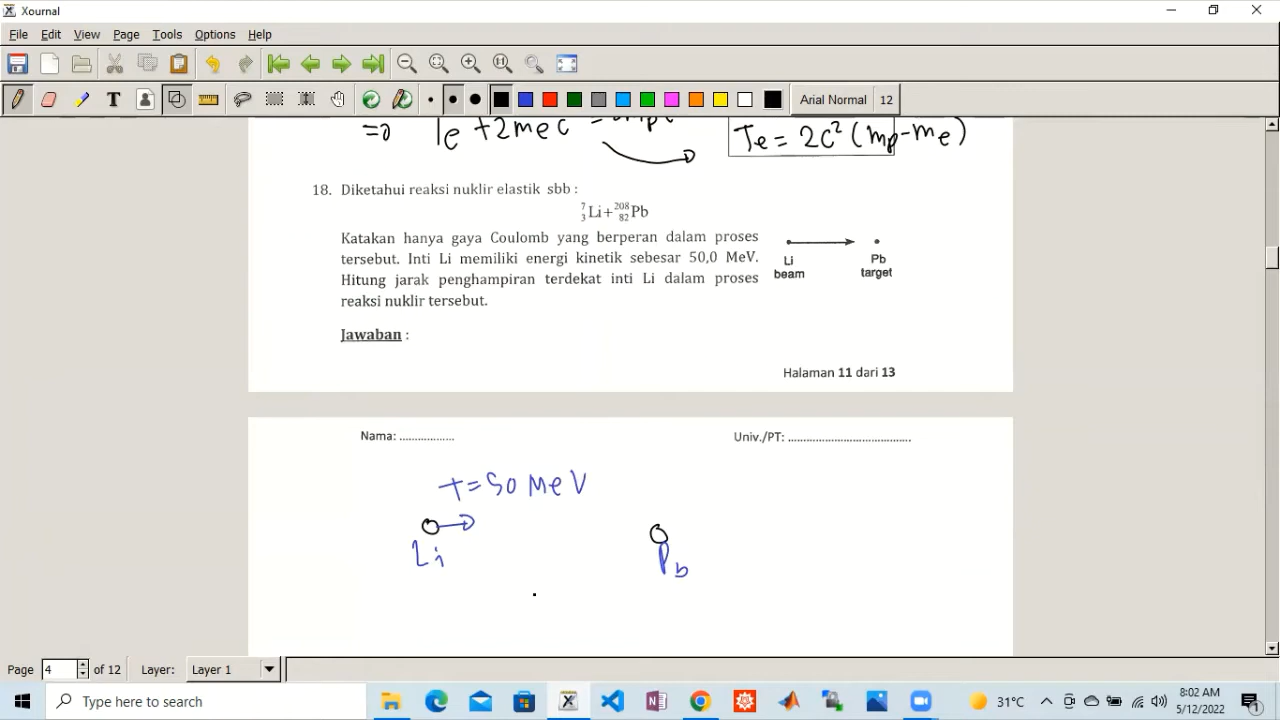 Xournal
File Edit View Page Tools Options Help
Arial Normal 12
=0
Te = 2c² (mp-me)
18. Diketahui reaksi nuklir elastik sbb :
⁷₃Li+²⁰⁸₈₂Pb
Katakan hanya gaya Coulomb yang berperan dalam proses
tersebut. Inti Li memiliki energi kinetik sebesar 50,0 MeV.
Hitung jarak penghampiran terdekat inti Li dalam proses
reaksi nuklir tersebut.
Li
beam
Pb
target
Jawaban :
Halaman 11 dari 13
Nama: ................
Univ./PT: .......................................
T=50 MeV
Li
Pb
Page 4 of 12 Layer: Layer 1
Type here to search
31°C
8:02 AM
5/12/2022